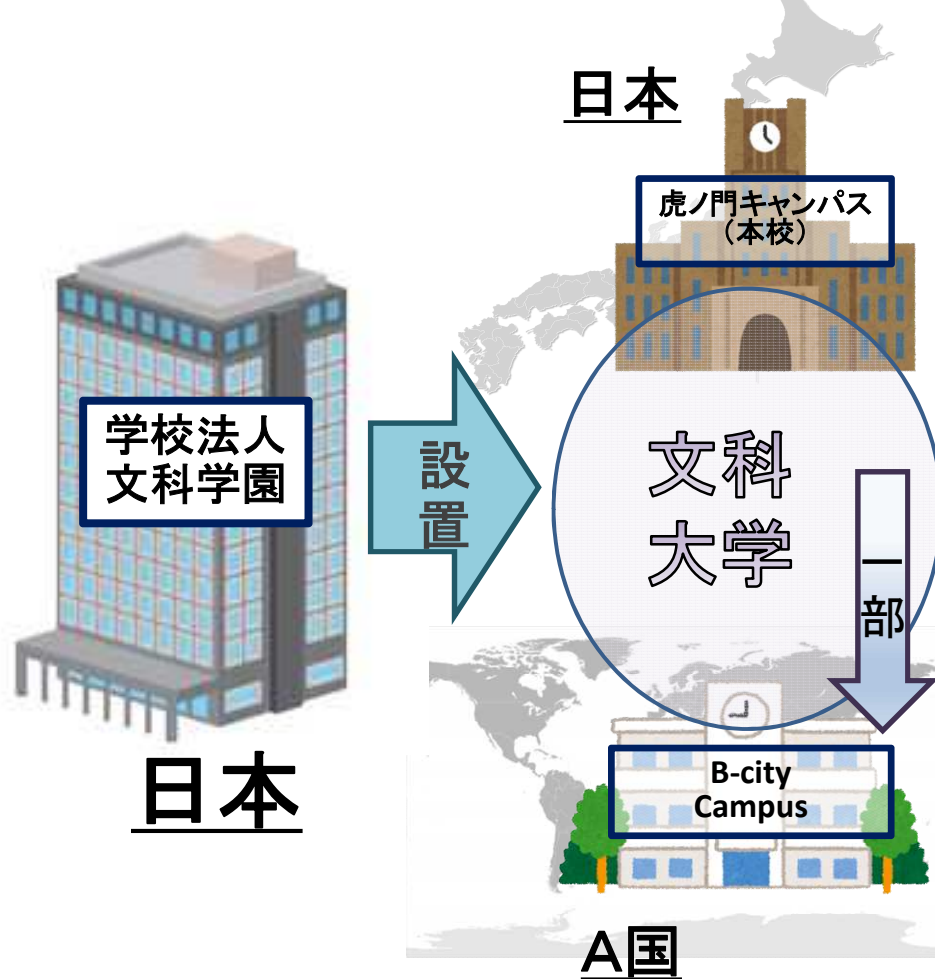 学校法人
文科学園
日本
設
置
日本
虎ノ門キャンパス
（本校）
文科
大学
一
部
B-city
Campus
A国